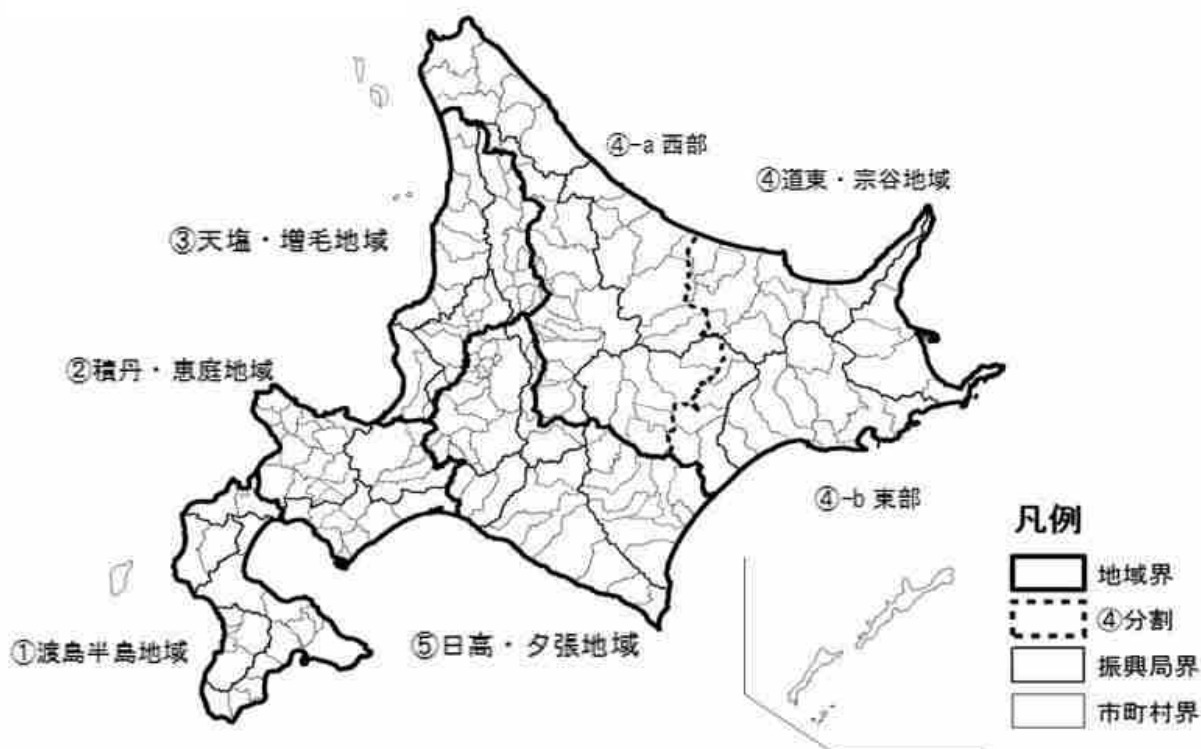 ④-a 西部
④道東・宗谷地域
③天塩・増毛地域
②積丹・恵庭地域
④-b 東部
①渡島半島地域
⑤日高・夕張地域
凡例
地域界
④分割
振興局界
市町村界